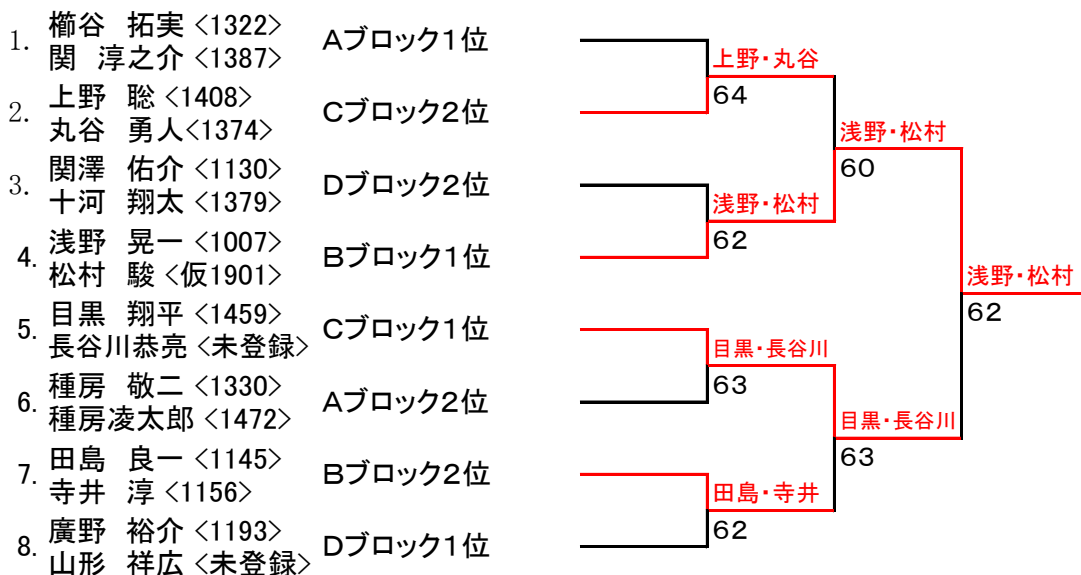 1. 櫛谷 拓実 <1322>
関 淳之介 <1387>
Aブロック1位
2. 上野 聡 <1408>
丸谷 勇人<1374>
Cブロック2位
3. 関澤 佑介 <1130>
十河 翔太 <1379>
Dブロック2位
4. 浅野 晃一 <1007>
松村 駿 <仮1901>
Bブロック1位
5. 目黒 翔平 <1459>
長谷川恭亮 <未登録>
Cブロック1位
6. 種房 敬二 <1330>
種房凌太郎 <1472>
Aブロック2位
7. 田島 良一 <1145>
寺井 淳 <1156>
Bブロック2位
8. 廣野 裕介 <1193>
山形 祥広 <未登録>
Dブロック1位
上野・丸谷
64
浅野・松村
62
目黒・長谷川
63
田島・寺井
62
浅野・松村
60
目黒・長谷川
63
浅野・松村
62